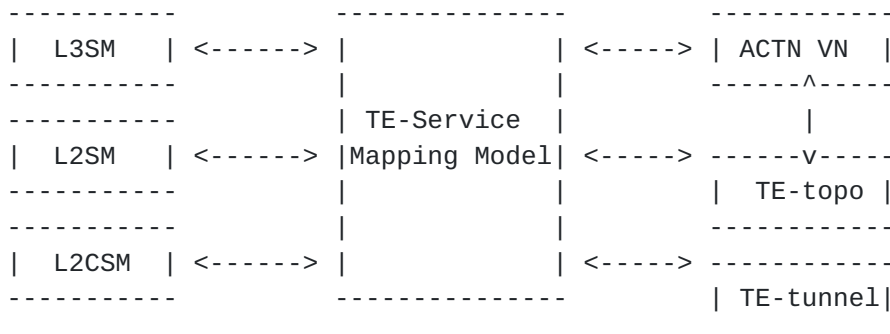 -----------          ---------------         ------------
|  L3SM   | <------> |             | <-----> | ACTN VN  |
-----------          |             |         ------^-----
-----------          | TE-Service  |               |
|  L2SM   | <------> |Mapping Model| <-----> ------v-----
-----------          |             |         |  TE-topo |
-----------          |             |         ------------
|  L2CSM  | <------> |             | <-----> ------------
-----------          ---------------         | TE-tunnel|